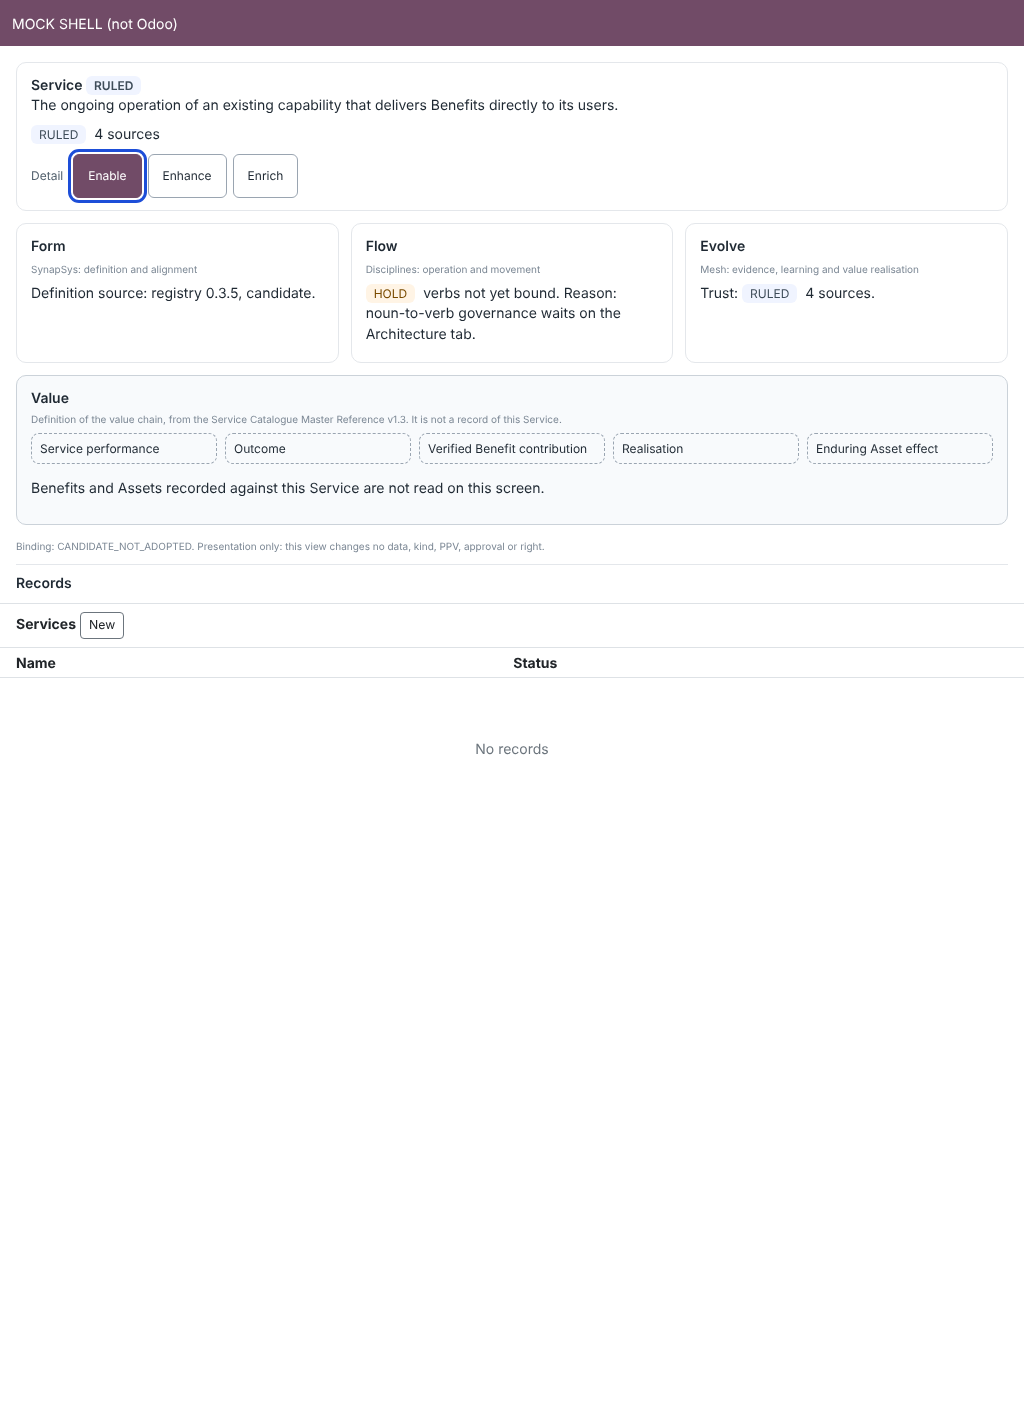 MOCK SHELL (not Odoo)
Service RULED
The ongoing operation of an existing capability that delivers Benefits directly to its users.
RULED 4 sources
Detail Enable Enhance Enrich
Form
SynapSys: definition and alignment
Definition source: registry 0.3.5, candidate.
Flow
Disciplines: operation and movement
HOLD verbs not yet bound. Reason:
noun-to-verb governance waits on the
Architecture tab.
Evolve
Mesh: evidence, learning and value realisation
Trust: RULED 4 sources.
Value
Definition of the value chain, from the Service Catalogue Master Reference v1.3. It is not a record of this Service.
Service performance Outcome Verified Benefit contribution Realisation Enduring Asset effect
Benefits and Assets recorded against this Service are not read on this screen.
Binding: CANDIDATE_NOT_ADOPTED. Presentation only: this view changes no data, kind, PPV, approval or right.
Records
Services New
Name Status
No records